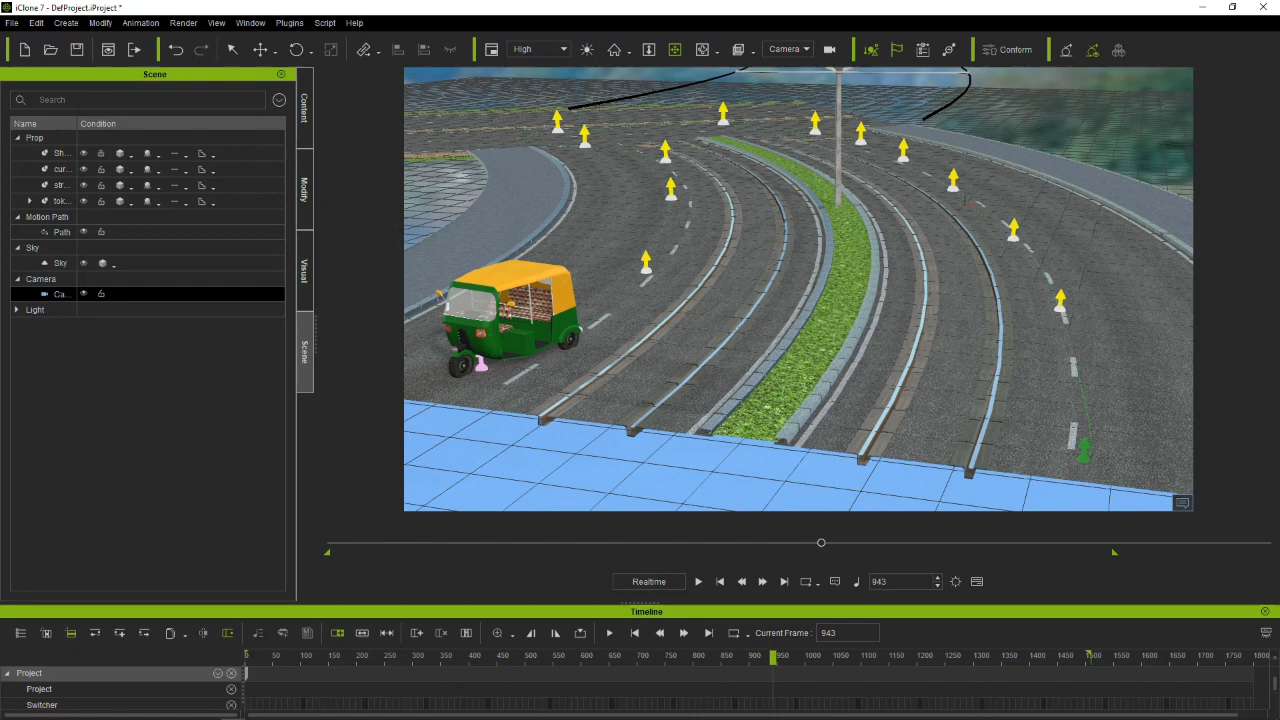 iClone 7 - DefProject.iProject *
File Edit Create Modify Animation Render View Window Plugins Script Help
High Camera Conform
Scene
Search
Name Condition
Prop
Sh...
cur...
str...
tok...
Motion Path
Path
Sky
Sky
Camera
Ca...
Light
Content
Modify
Visual
Scene
Realtime 943
Timeline
Current Frame : 943
0 50 100 150 200 250 300 350 400 450 500 550 600 650 700 750 800 850 900 950 1000 1050 1100 1150 1200 1250 1300 1350 1400 1450 1500 1550 1600 1650 1700 1750 1800
Project
Project
Switcher